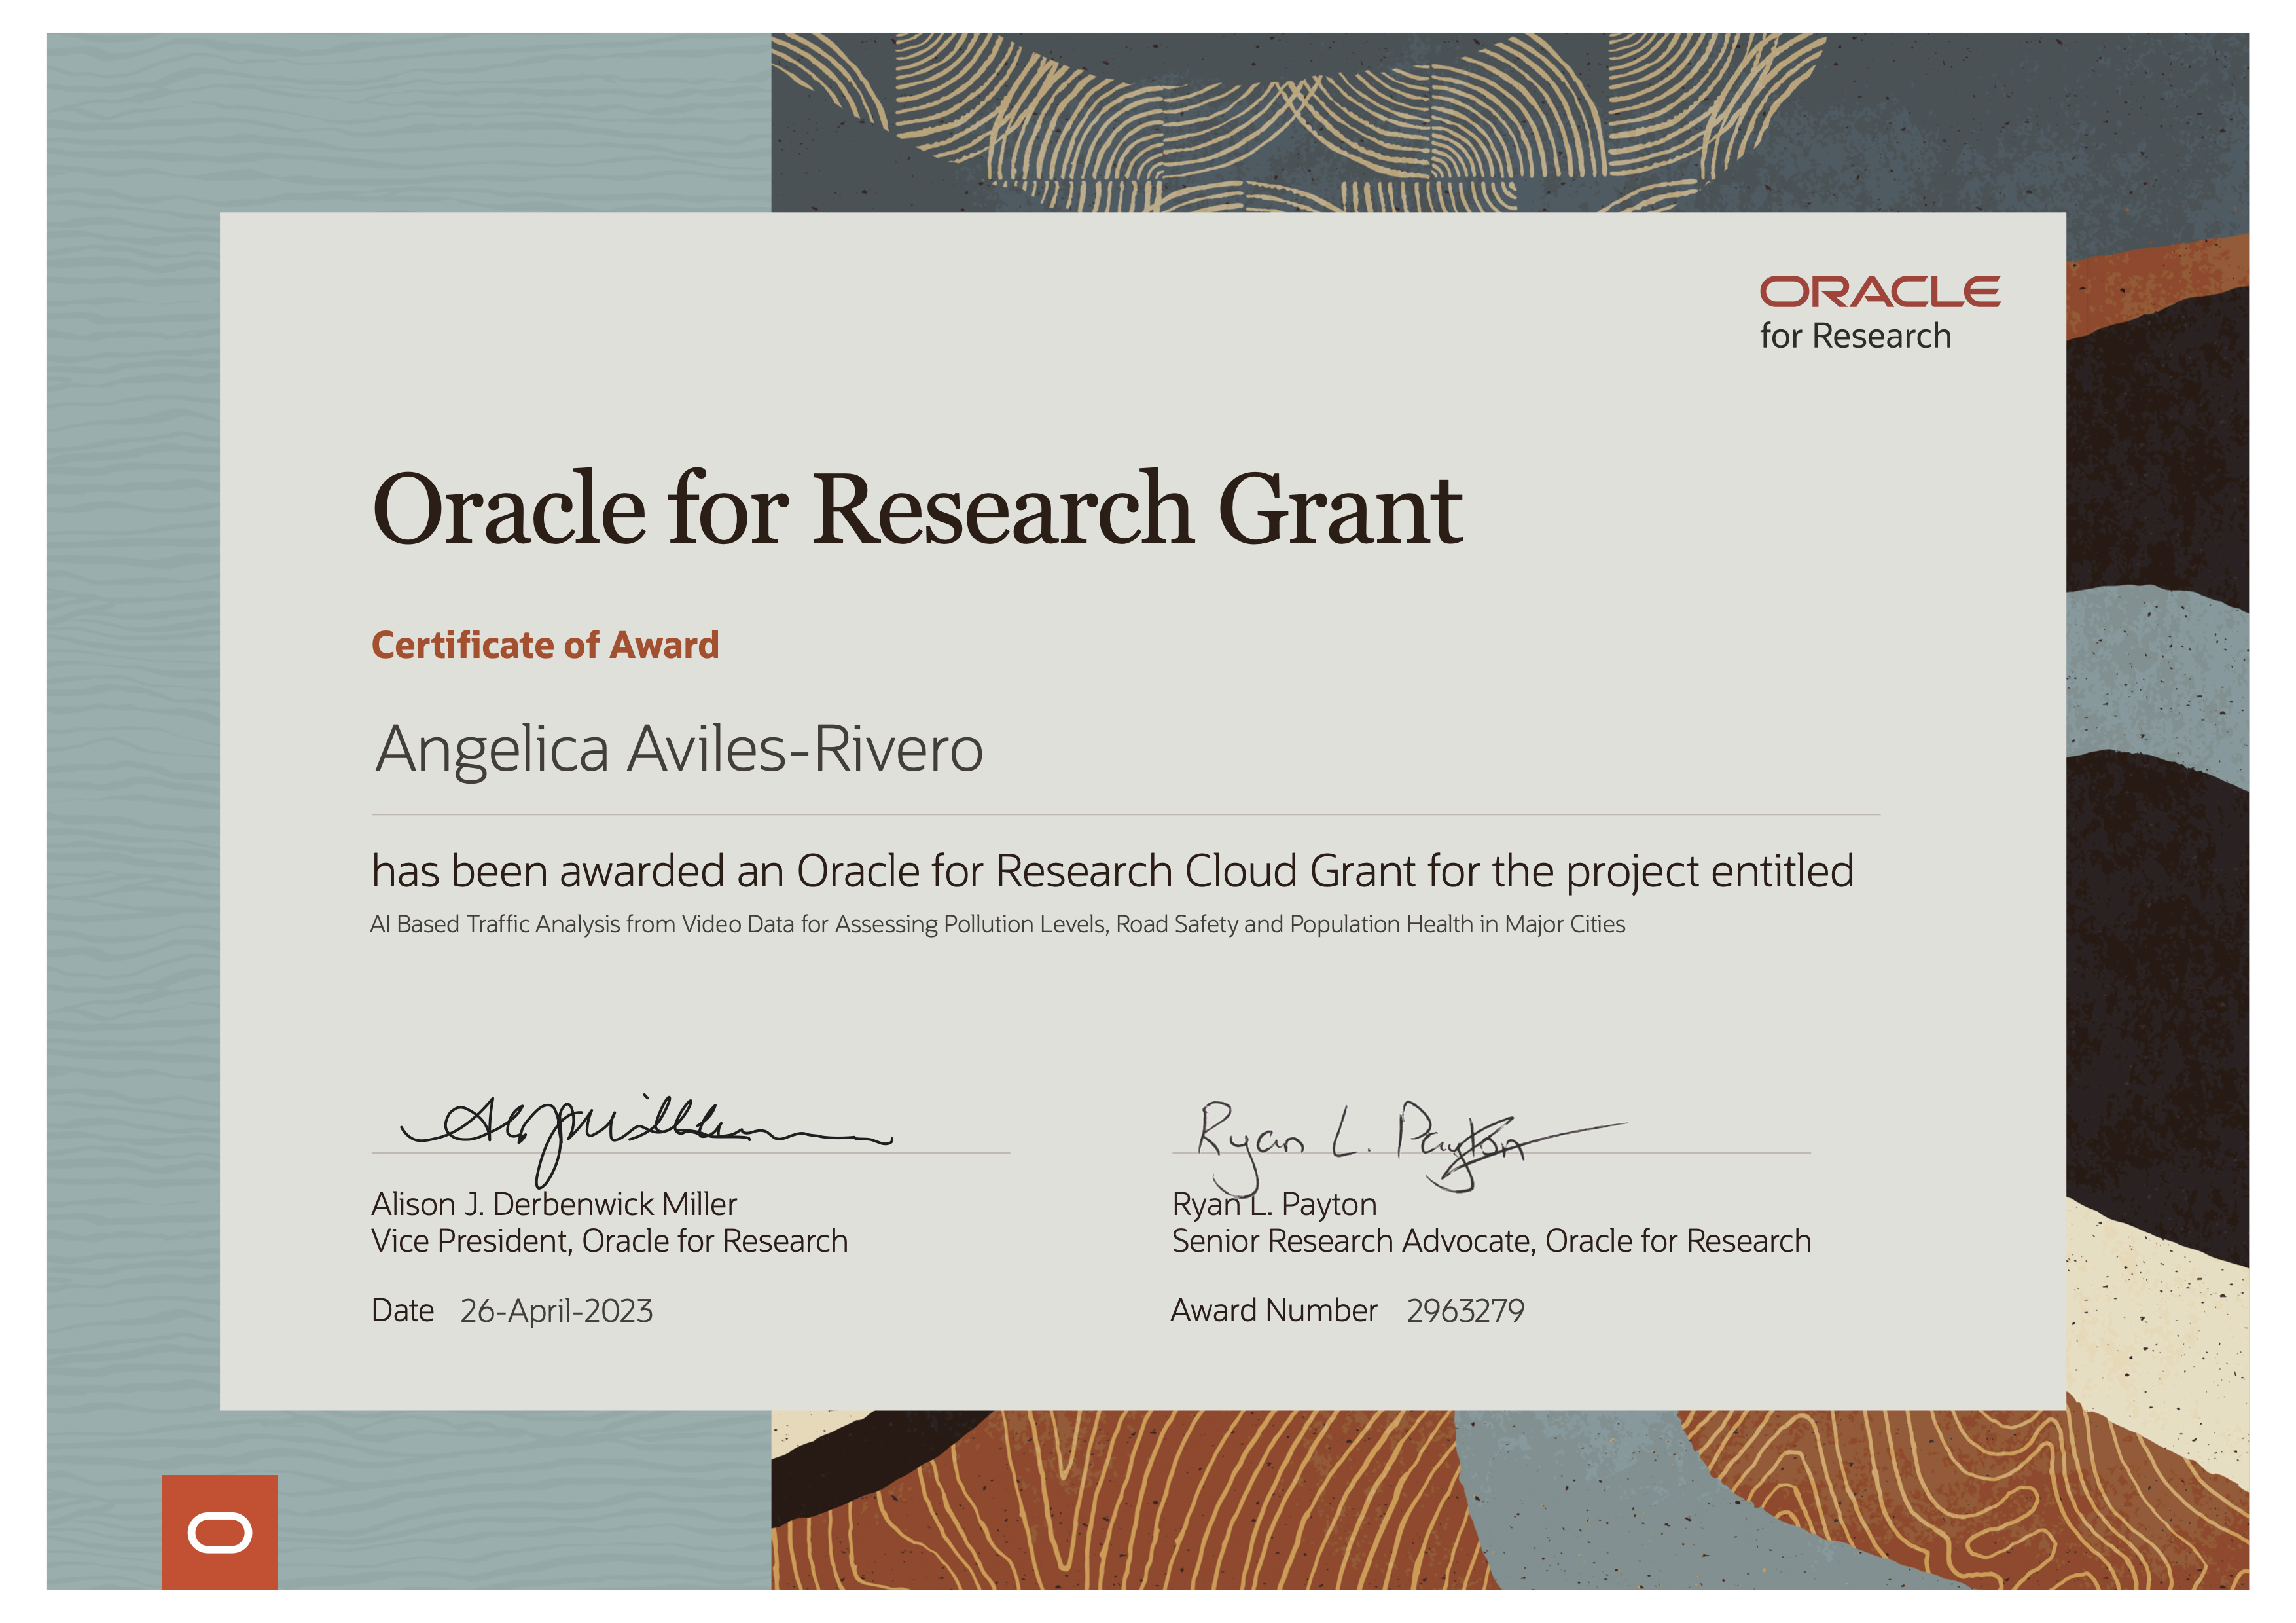 ORACLE
for Research
Oracle for Research Grant
Certificate of Award
Angelica Aviles-Rivero
has been awarded an Oracle for Research Cloud Grant for the project entitled
AI Based Traffic Analysis from Video Data for Assessing Pollution Levels, Road Safety and Population Health in Major Cities
Ryan L. Payton
Alison J. Derbenwick Miller
Vice President, Oracle for Research
Ryan L. Payton
Senior Research Advocate, Oracle for Research
Date 26-April-2023
Award Number 2963279